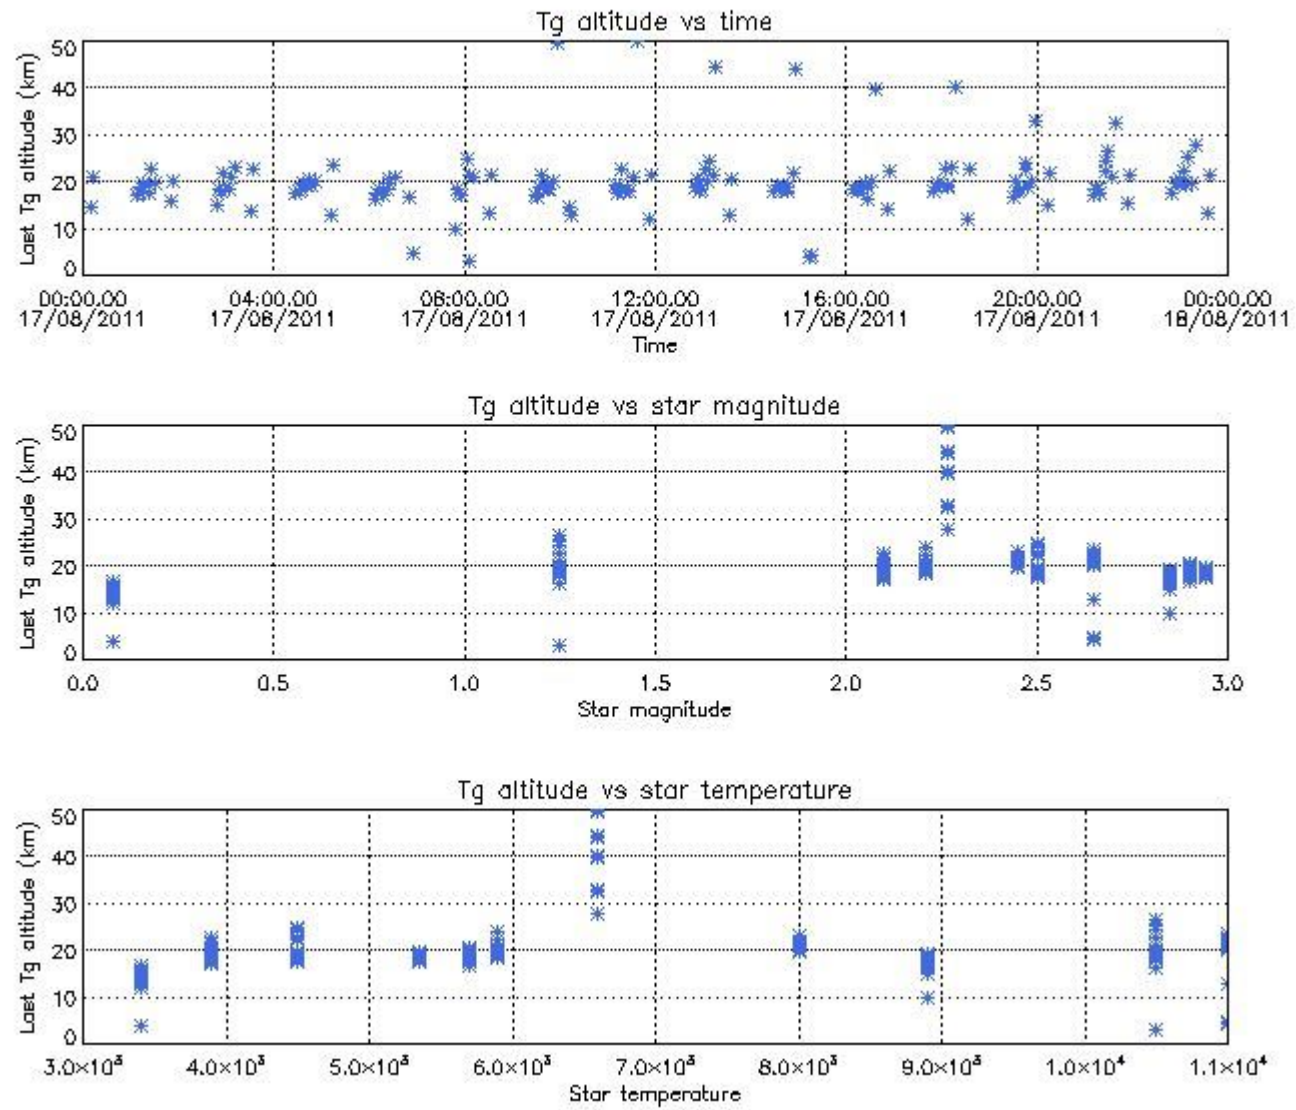 Tg altitude vs time
Last Tg altitude (km)
50
40
30
20
10
0
00:00.00 04:00.00 08:00.00 12:00.00 16:00.00 20:00.00 00:00.00
17/08/2011 17/08/2011 17/08/2011 17/08/2011 17/08/2011 17/08/2011 18/08/2011
Time
Tg altitude vs star magnitude
Last Tg altitude (km)
50
40
30
20
10
0
0.0 0.5 1.0 1.5 2.0 2.5 3.0
Star magnitude
Tg altitude vs star temperature
Last Tg altitude (km)
50
40
30
20
10
0
3.0×10³ 4.0×10³ 5.0×10³ 6.0×10³ 7.0×10³ 8.0×10³ 9.0×10³ 1.0×10⁴ 1.1×10⁴
Star temperature